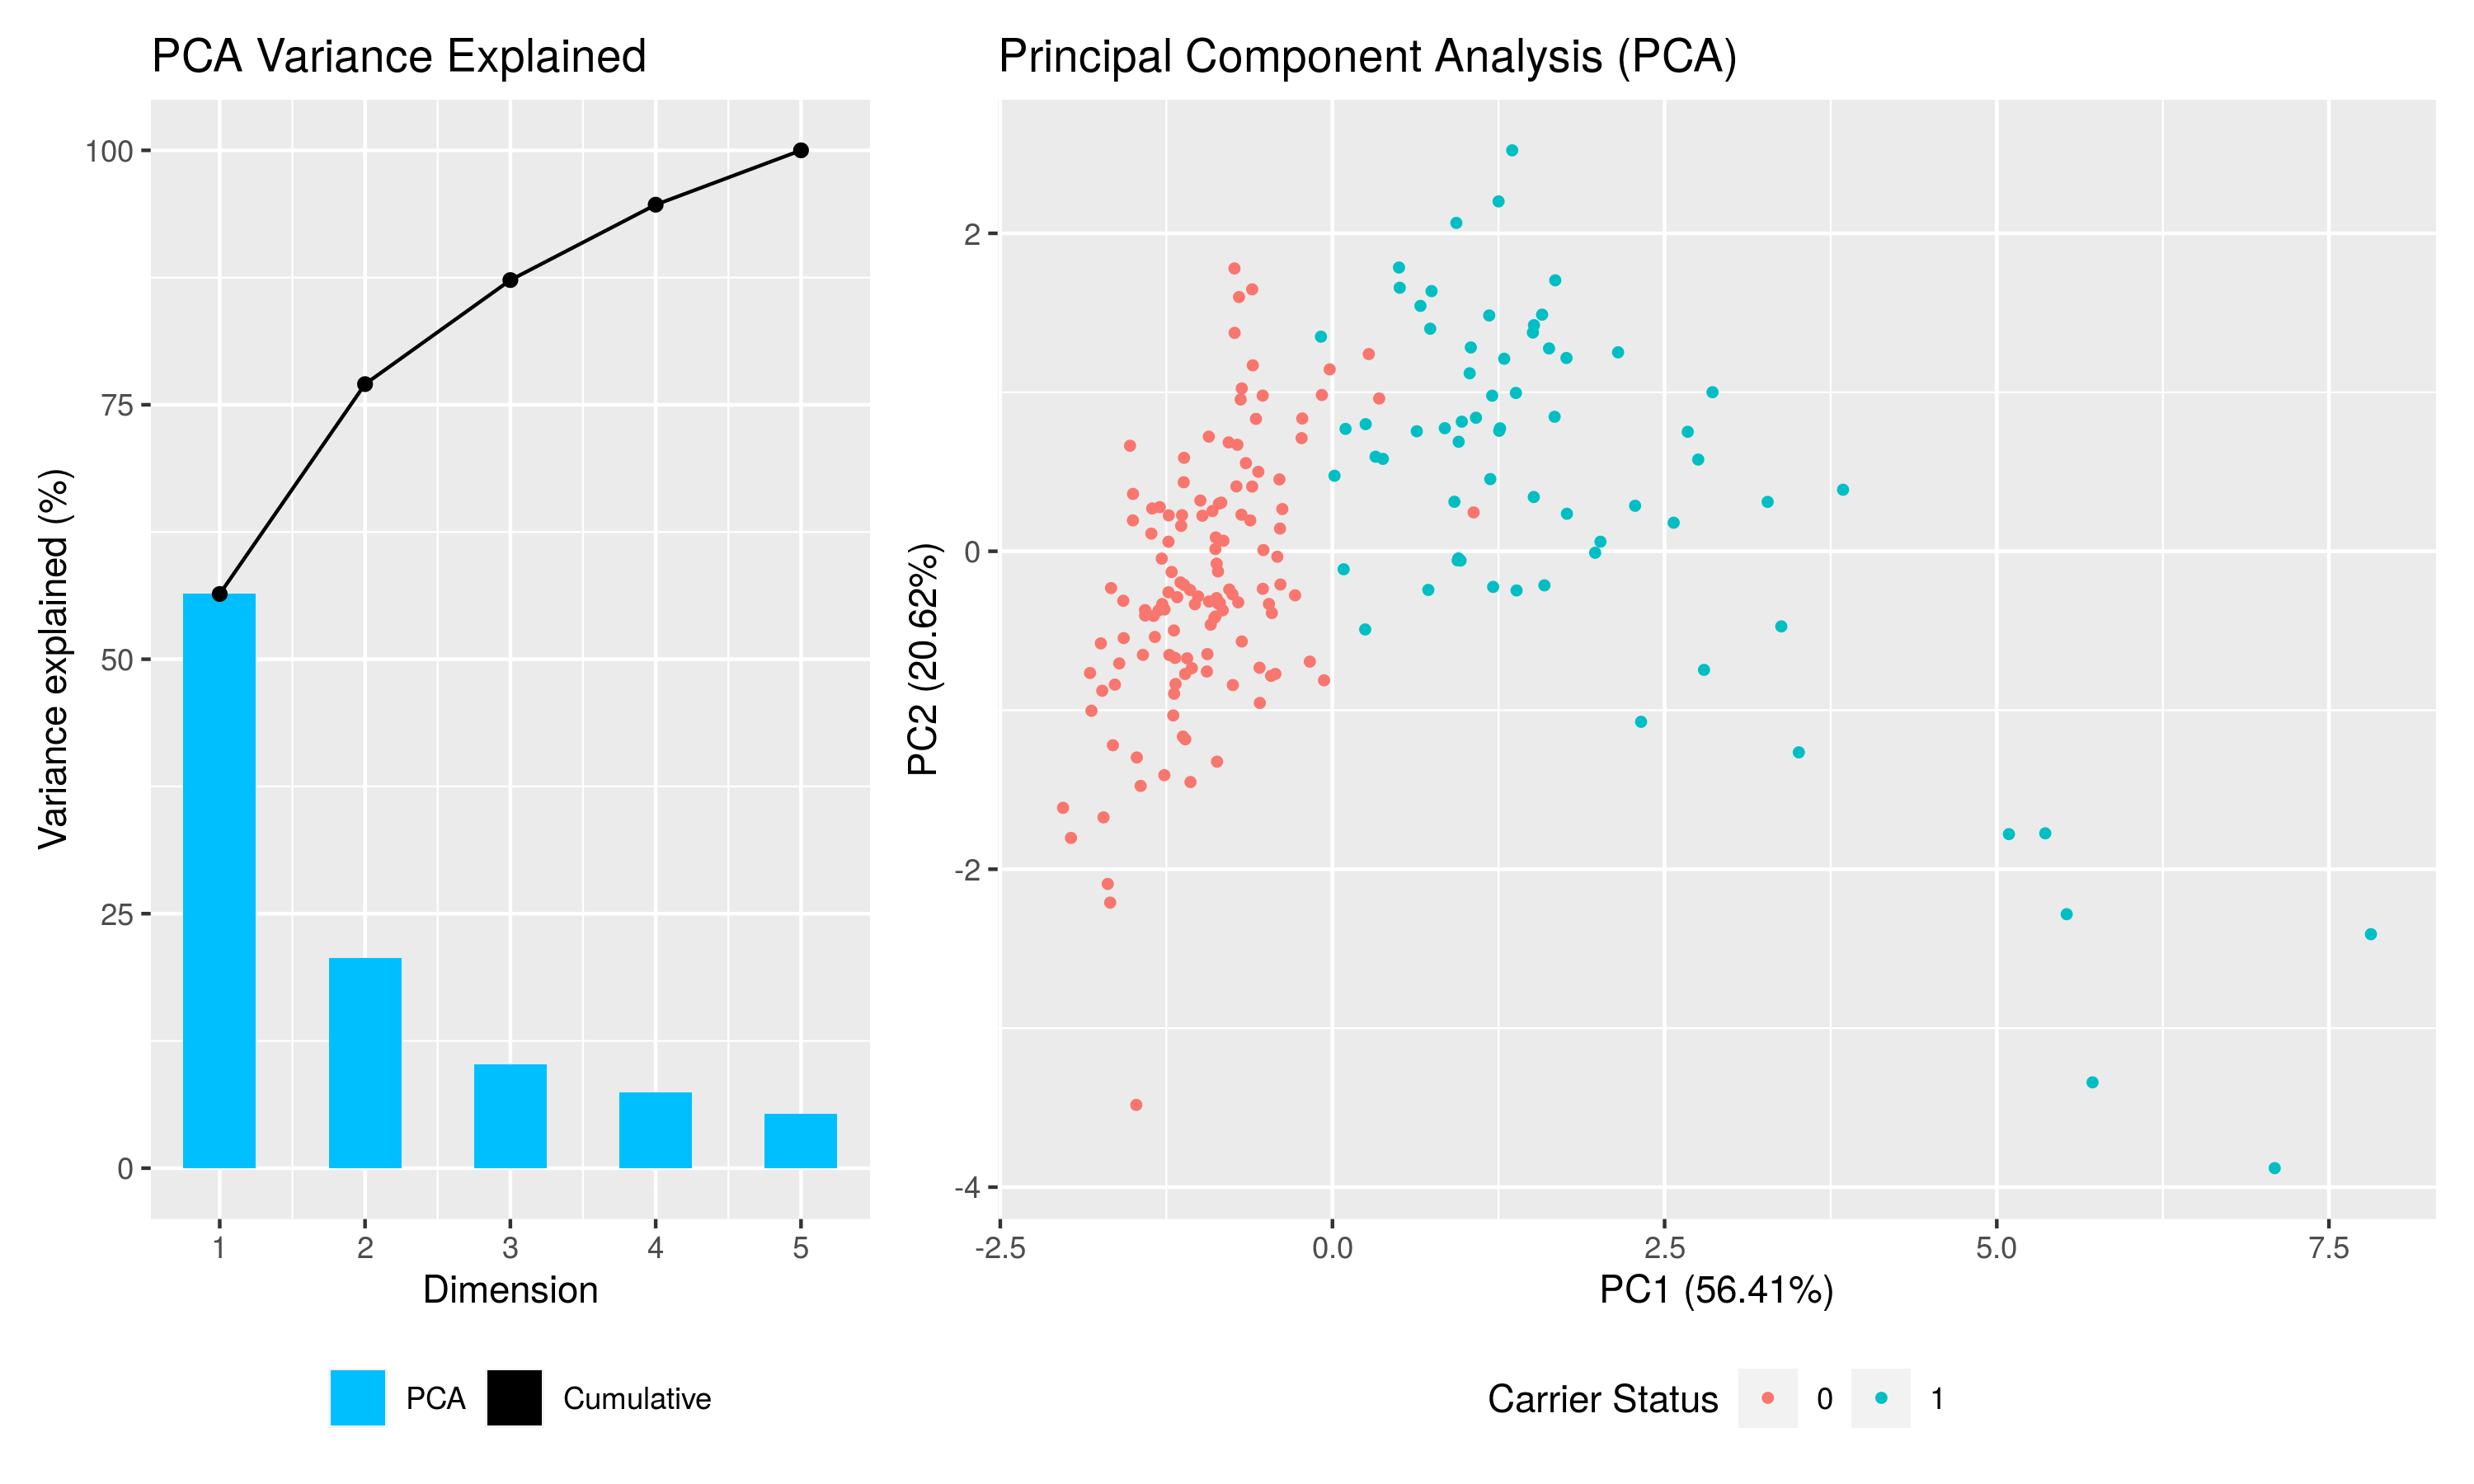 PCA Variance Explained
Variance explained (%)
100
75
50
25
0
1 2 3 4 5
Dimension
PCA Cumulative
Principal Component Analysis (PCA)
PC2 (20.62%)
2
0
-2
-4
-2.5 0.0 2.5 5.0 7.5
PC1 (56.41%)
Carrier Status 0 1